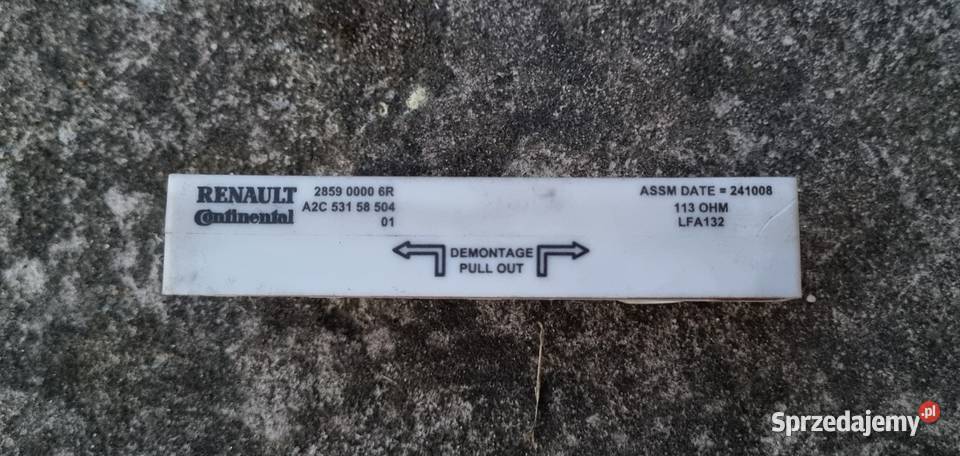 RENAULT 2859 0000 6R ASSM DATE = 241008
Continental A2C 531 58 504 113 OHM
01 LFA132
DEMONTAGE
PULL OUT
Sprzedajemy.pl